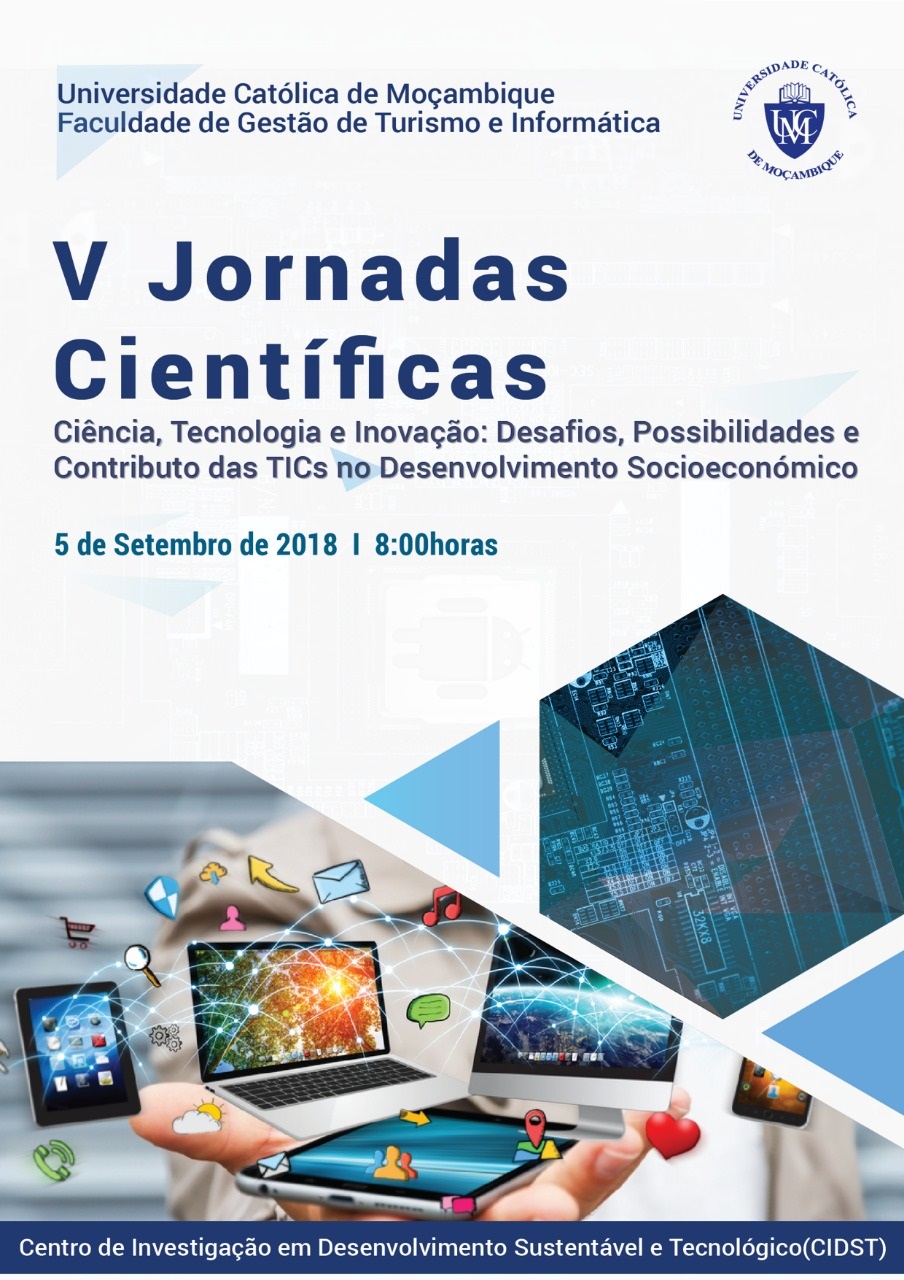 Universidade Católica de Moçambique
Faculdade de Gestão de Turismo e Informática
UNIVERSIDADE CATÓLICA
UCM
DE MOÇAMBIQUE
V Jornadas
Científicas
Ciência, Tecnologia e Inovação: Desafios, Possibilidades e
Contributo das TICs no Desenvolvimento Socioeconómico
5 de Setembro de 2018 I 8:00horas
32KX8
Centro de Investigação em Desenvolvimento Sustentável e Tecnológico(CIDST)